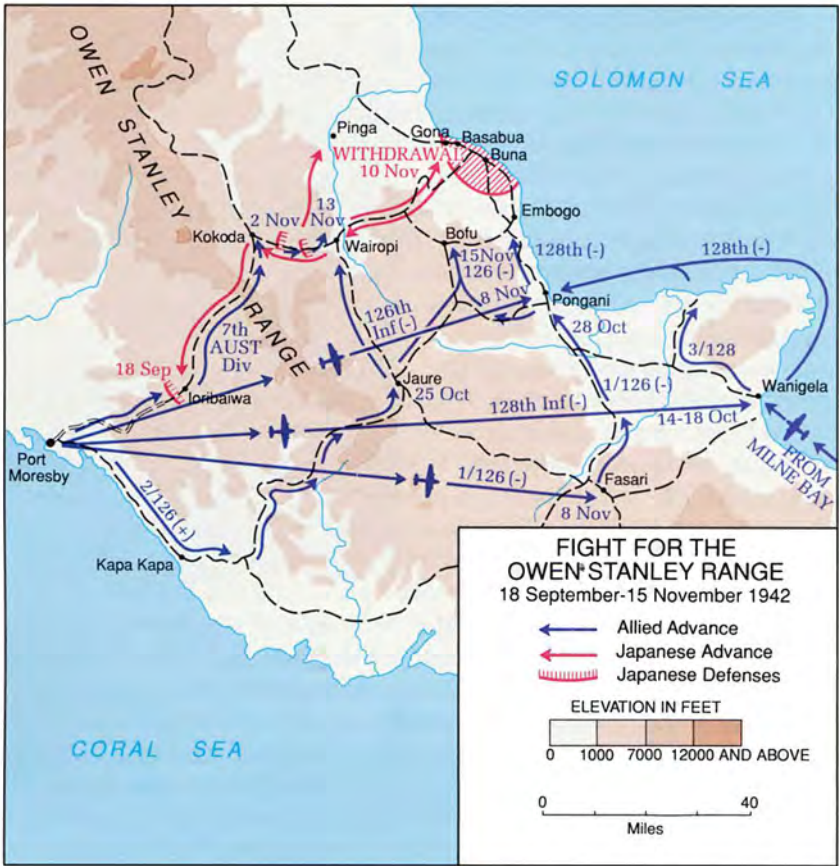 OWEN STANLEY RANGE
SOLOMON SEA
Pinga
Gona
Basabua
Buna
WITHDRAWAL
10 Nov
2 Nov
13
Nov
Kokoda
Wairopi
Embogo
Bofu
15Nov
126 (-)
128th (-)
128th (-)
8 Nov
Pongani
28 Oct
126th
Inf (-)
7th
AUST
Div
18 Sep
Ioribaiwa
3/128
Jaure
25 Oct
1/126 (-)
Wanigela
128th Inf (-)
14-18 Oct
Port
Moresby
FROM
MILNE BAY
1/126 (-)
Fasari
8 Nov
2/126 (+)
Kapa Kapa
CORAL SEA
FIGHT FOR THE
OWEN STANLEY RANGE
18 September-15 November 1942
Allied Advance
Japanese Advance
Japanese Defenses
ELEVATION IN FEET
0 1000 7000 12000 AND ABOVE
0 40
Miles